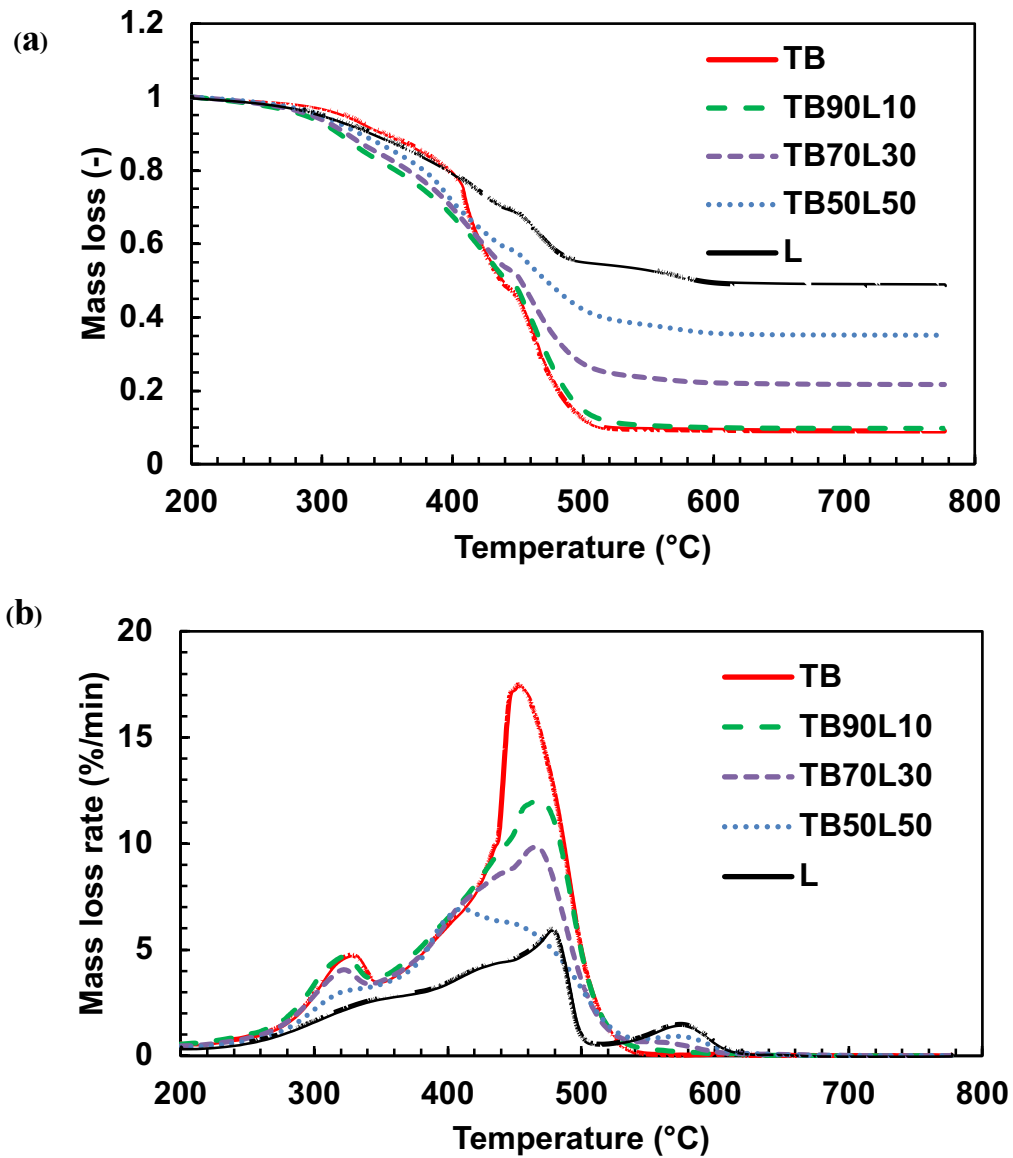 (a)
Mass loss (-)
1.2
1
0.8
0.6
0.4
0.2
0
200 300 400 500 600 700 800
Temperature (°C)
TB
TB90L10
TB70L30
TB50L50
L
(b)
Mass loss rate (%/min)
20
15
10
5
0
200 300 400 500 600 700 800
Temperature (°C)
TB
TB90L10
TB70L30
TB50L50
L